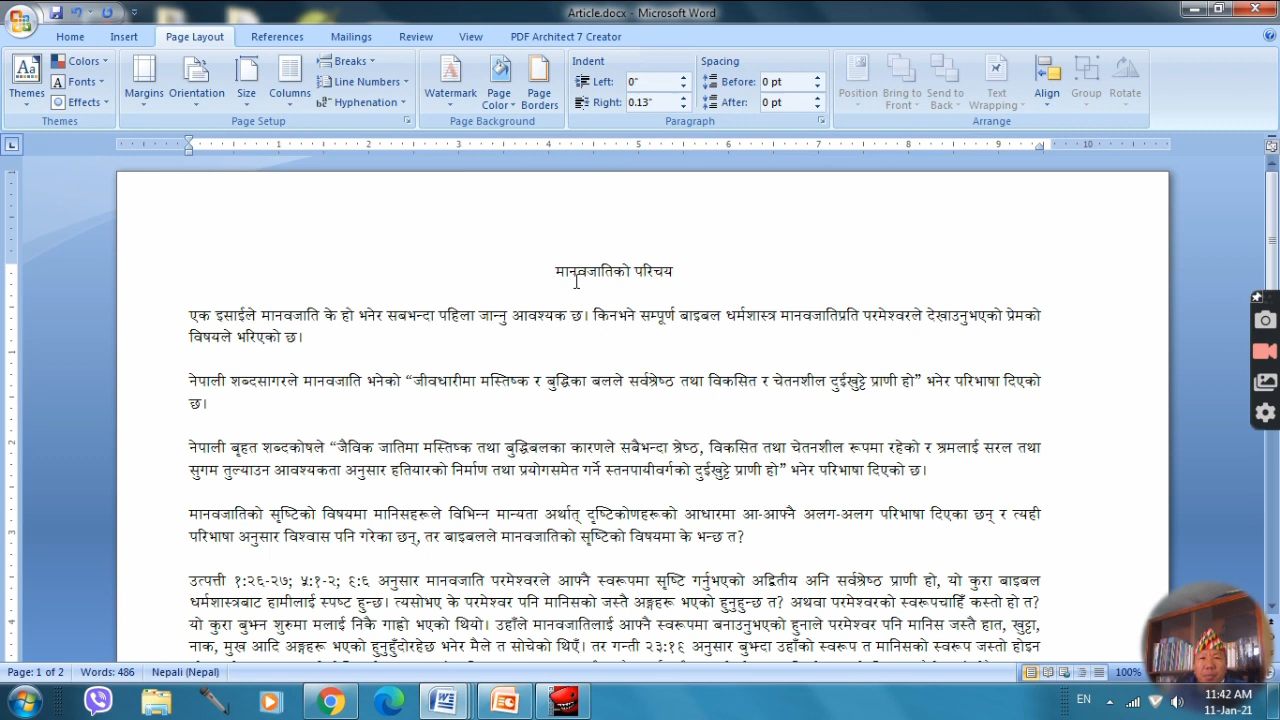 Article.docx - Microsoft Word
Home Insert Page Layout References Mailings Review View PDF Architect 7 Creator
Themes Colors Fonts Effects Themes
Margins Orientation Size Columns Breaks Line Numbers Hyphenation Page Setup
Watermark Page Color Page Borders Page Background
Indent Left: 0" Right: 0.13" Spacing Before: 0 pt After: 0 pt Paragraph
Position Bring to Front Send to Back Text Wrapping Align Group Rotate Arrange
1 2 3 4 5 6 7 8 9 10
मानवजातिको परिचय
एक इसाईले मानवजाति के हो भनेर सबभन्दा पहिला जान्नु आवश्यक छ। किनभने सम्पूर्ण बाइबल धर्मशास्त्र मानवजातिप्रति परमेश्वरले देखाउनुभएको प्रेमको
विषयले भरिएको छ।
नेपाली शब्दसागरले मानवजाति भनेको “जीवधारीमा मस्तिष्क र बुद्धिका बलले सर्वश्रेष्ठ तथा विकसित र चेतनशील दुईखुट्टे प्राणी हो” भनेर परिभाषा दिएको
छ।
नेपाली बृहत शब्दकोषले “जैविक जातिमा मस्तिष्क तथा बुद्धिबलका कारणले सबैभन्दा श्रेष्ठ, विकसित तथा चेतनशील रूपमा रहेको र श्रमलाई सरल तथा
सुगम तुल्याउन आवश्यकता अनुसार हतियारको निर्माण तथा प्रयोगसमेत गर्ने स्तनपायीवर्गको दुईखुट्टे प्राणी हो” भनेर परिभाषा दिएको छ।
मानवजातिको सृष्टिको विषयमा मानिसहरूले विभिन्न मान्यता अर्थात् दृष्टिकोणहरूको आधारमा आ-आफ्नै अलग-अलग परिभाषा दिएका छन् र त्यही
परिभाषा अनुसार विश्वास पनि गरेका छन्, तर बाइबलले मानवजातिको सृष्टिको विषयमा के भन्छ त?
उत्पत्ती १:२६-२७; ५:१-२; ६:६ अनुसार मानवजाति परमेश्वरले आफ्नै स्वरूपमा सृष्टि गर्नुभएको अद्वितीय अनि सर्वश्रेष्ठ प्राणी हो, यो कुरा बाइबल
धर्मशास्त्रबाट हामीलाई स्पष्ट हुन्छ। त्यसोभए के परमेश्वर पनि मानिसको जस्तै अङ्गहरू भएको हुनुहुन्छ त? अथवा परमेश्वरको स्वरूपचाहिँ कस्तो हो त?
यो कुरा बुझ्न शुरुमा मलाई निकै गाह्रो भएको थियो। उहाँले मानवजातिलाई आफ्नै स्वरूपमा बनाउनुभएको हुनाले परमेश्वर पनि मानिस जस्तै हात, खुट्टा,
नाक, मुख आदि अङ्गहरू भएको हुनुहुँदोरहेछ भनेर मैले त सोचेको थिएँ। तर गन्ती २३:१९ अनुसार बुझ्दा उहाँको स्वरूप त मानिसको स्वरूप जस्तो होइन
Page: 1 of 2 Words: 486 Nepali (Nepal) 100%
EN 11:42 AM
11-Jan-21